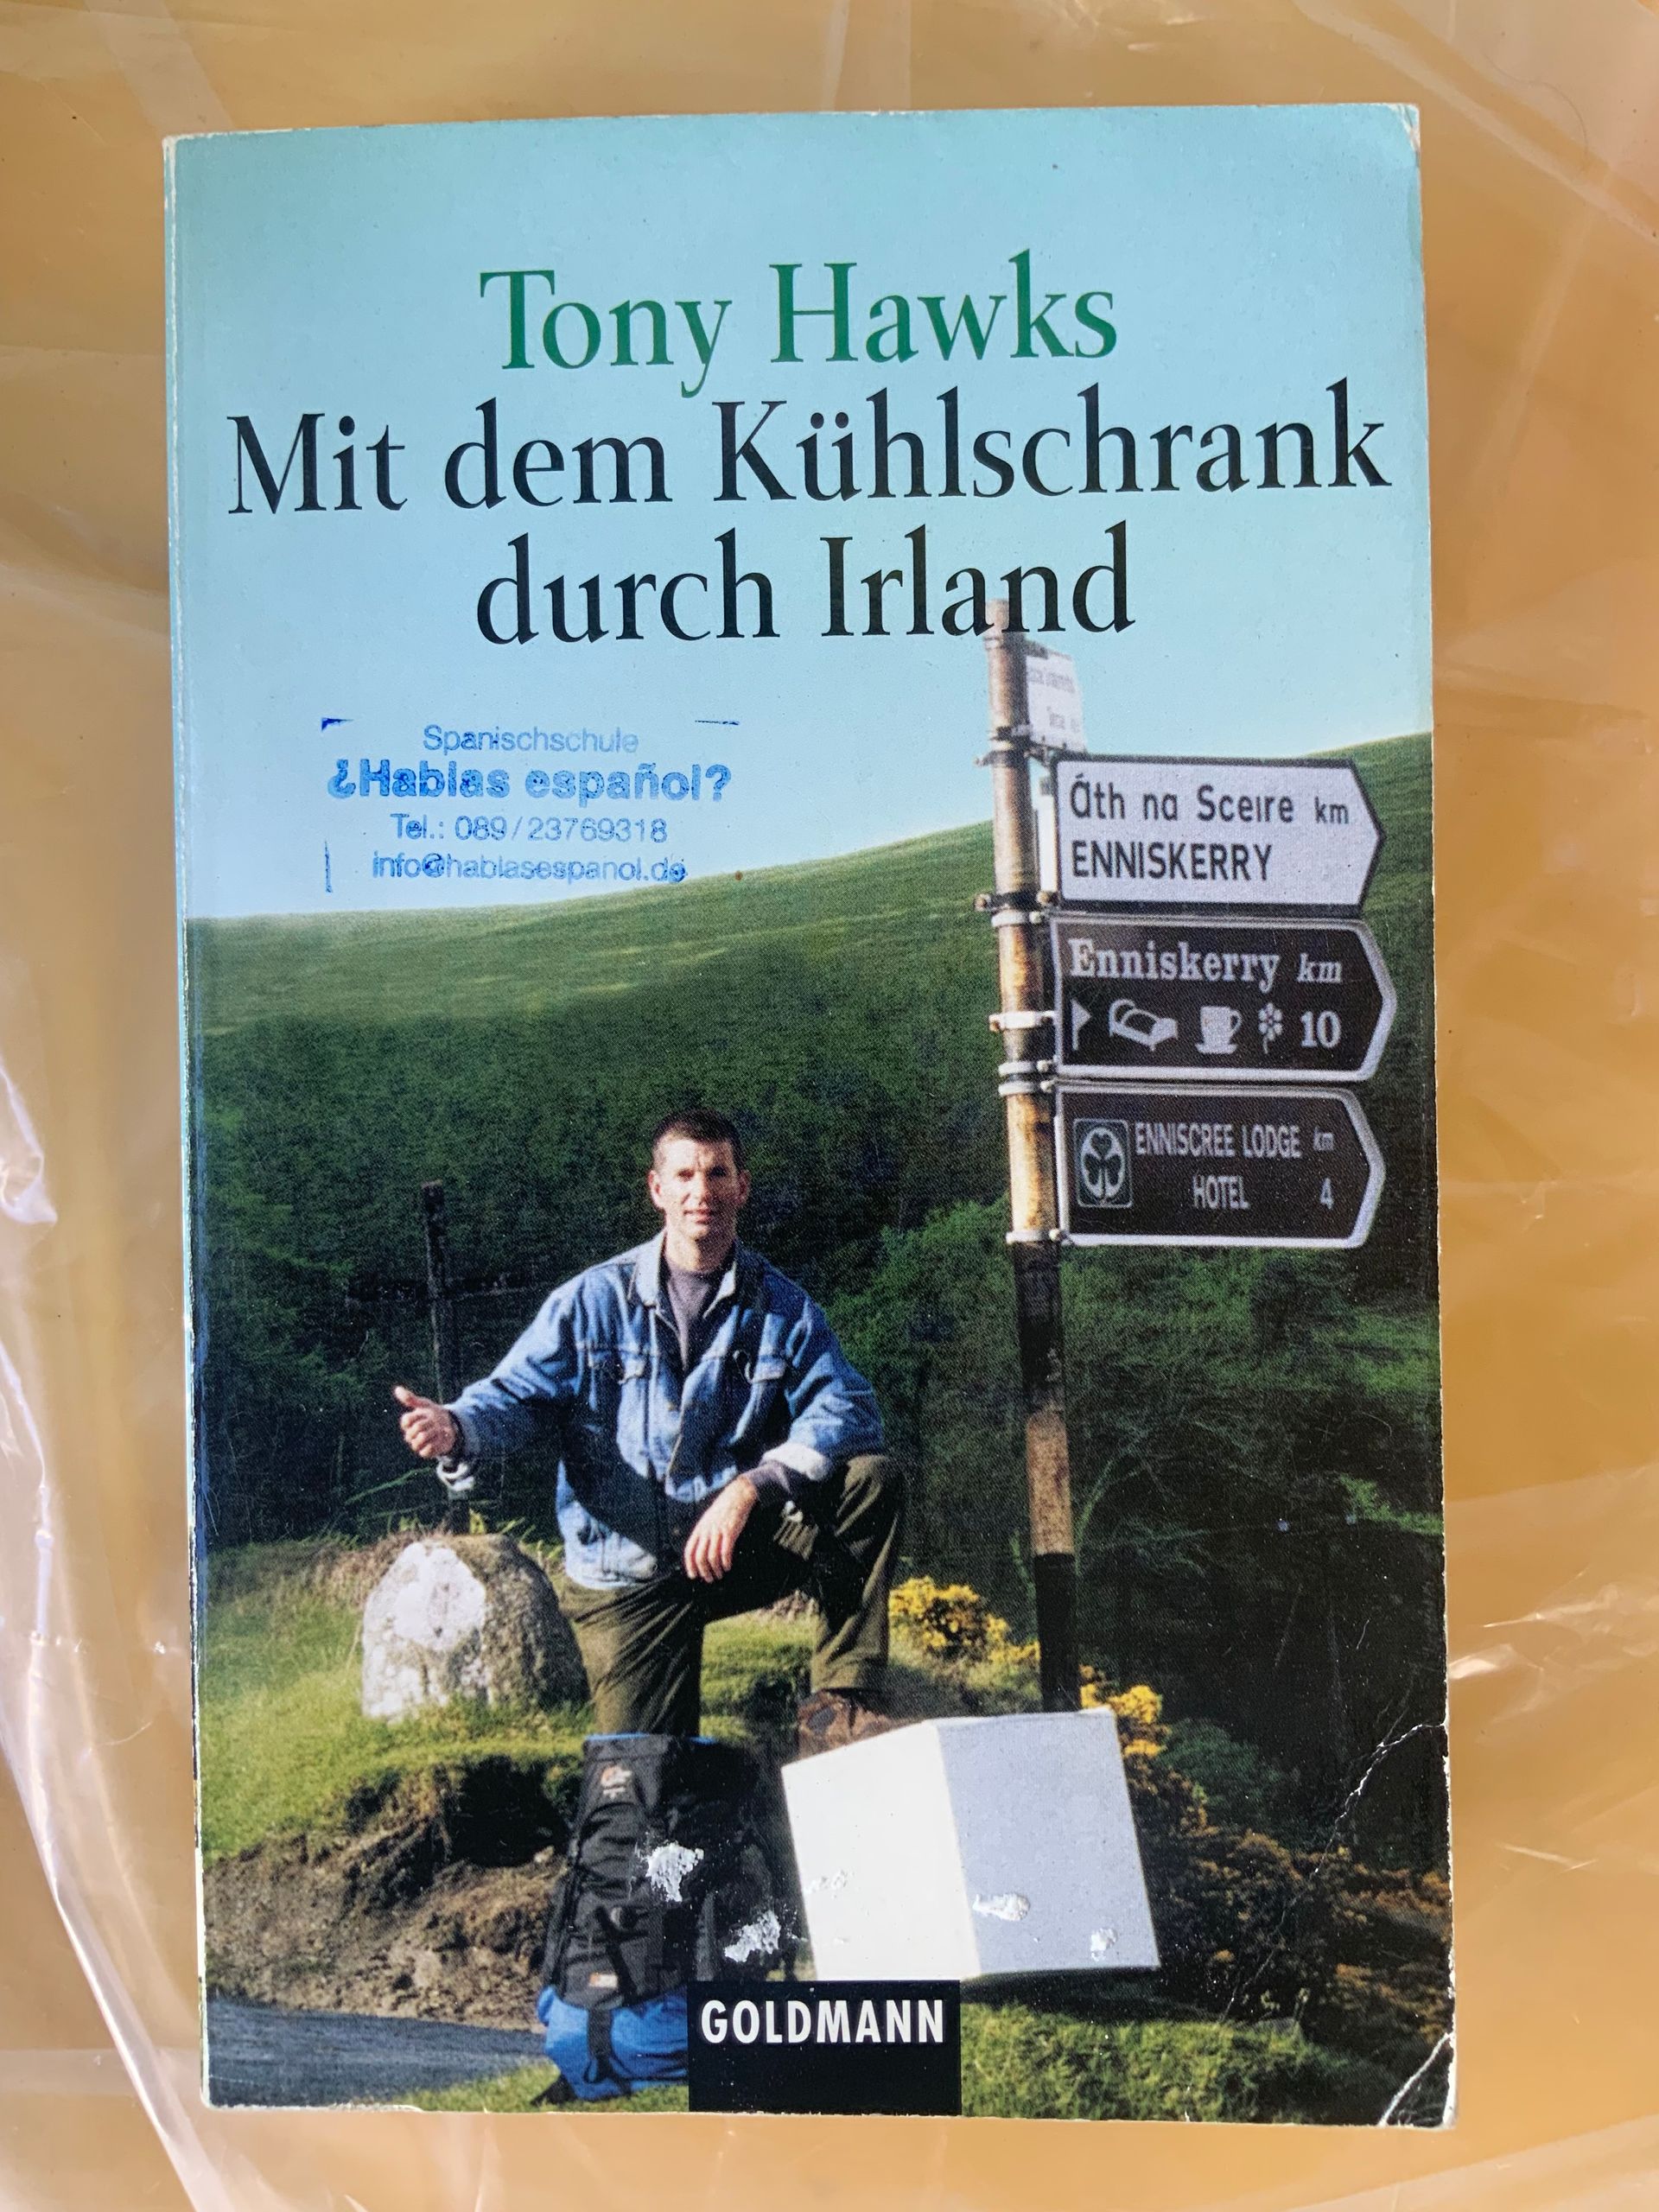 Tony Hawks
Mit dem Kühlschrank
durch Irland
Spanischschule
¿Hablas español?
Tel.: 089/23769318
info@hablasespanol.de
Áth na Sceire km
ENNISKERRY
Enniskerry km
10
ENNISCREE LODGE km
HOTEL 4
GOLDMANN